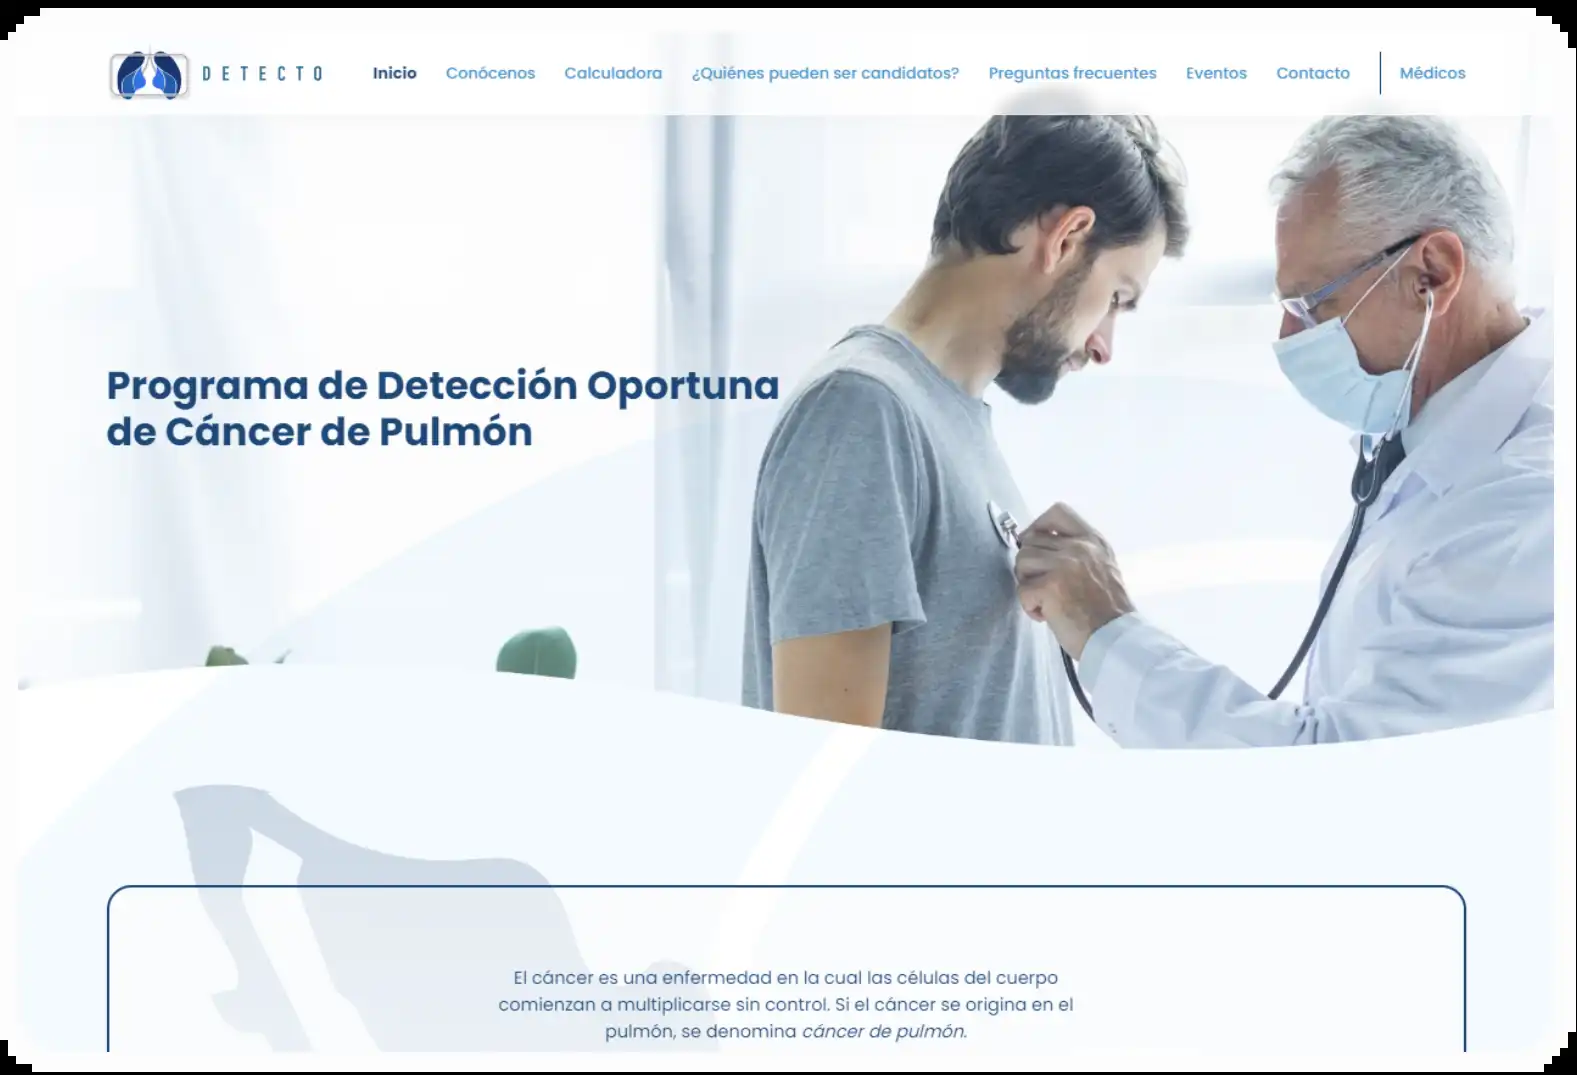 DETECTO
Inicio
Conócenos
Calculadora
¿Quiénes pueden ser candidatos?
Preguntas frecuentes
Eventos
Contacto
Médicos
Programa de Detección Oportuna
de Cáncer de Pulmón
El cáncer es una enfermedad en la cual las células del cuerpo
comienzan a multiplicarse sin control. Si el cáncer se origina en el
pulmón, se denomina cáncer de pulmón.